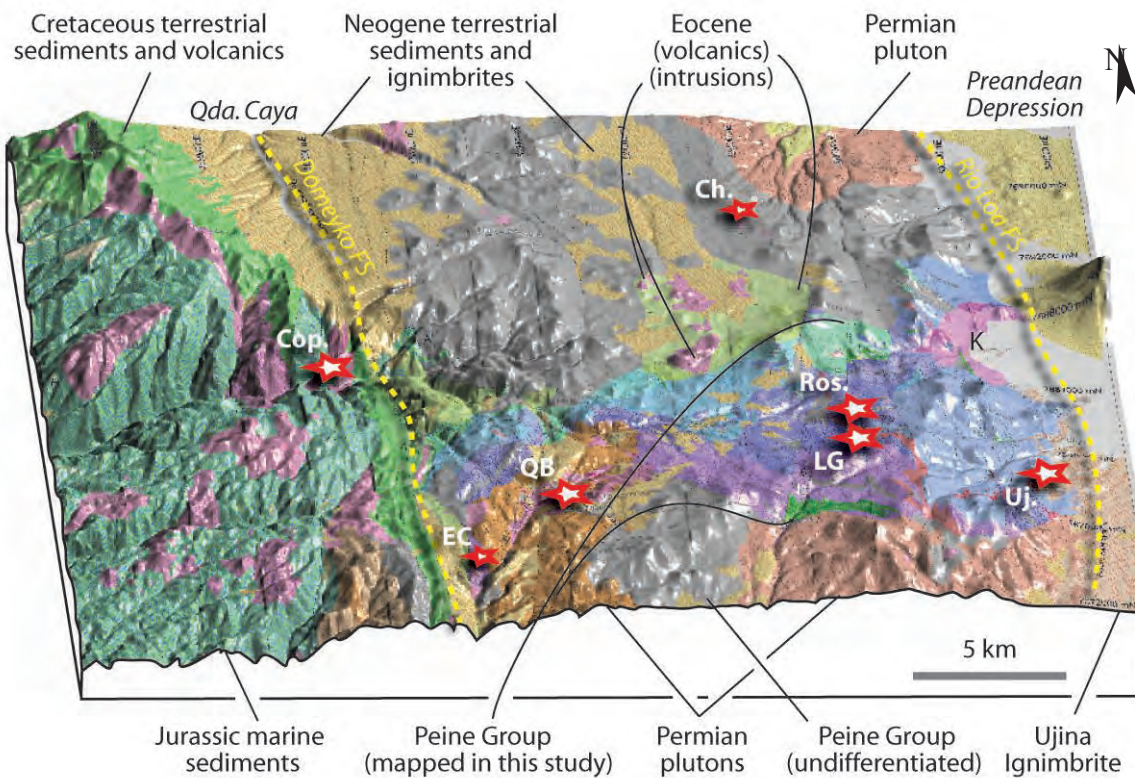 Cretaceous terrestrial
sediments and volcanics
Neogene terrestrial
sediments and
ignimbrites
Eocene
(volcanics)
(intrusions)
Permian
pluton
N
Preandean
Depression
Qda. Caya
Domeyko FS
Rio Loa FS
Ch.
Cop.
K
Ros.
LG
QB
Uj.
EC
5 km
Jurassic marine
sediments
Peine Group
(mapped in this study)
Permian
plutons
Peine Group
(undifferentiated)
Ujina
Ignimbrite